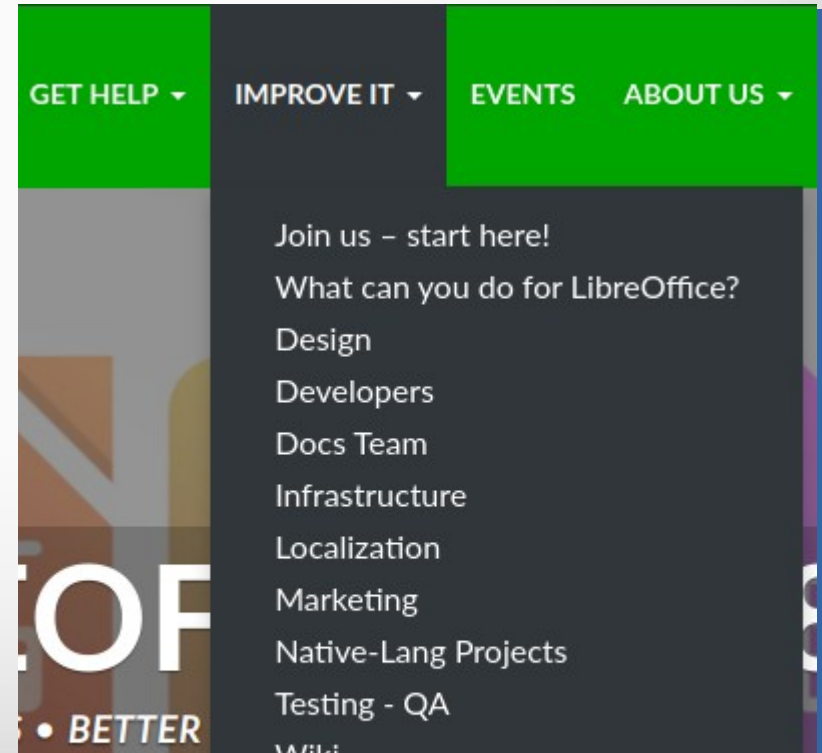 GET HELP IMPROVE IT EVENTS ABOUT US
Join us – start here!
What can you do for LibreOffice?
Design
Developers
Docs Team
Infrastructure
Localization
Marketing
Native-Lang Projects
Testing - QA
Wiki
• BETTER